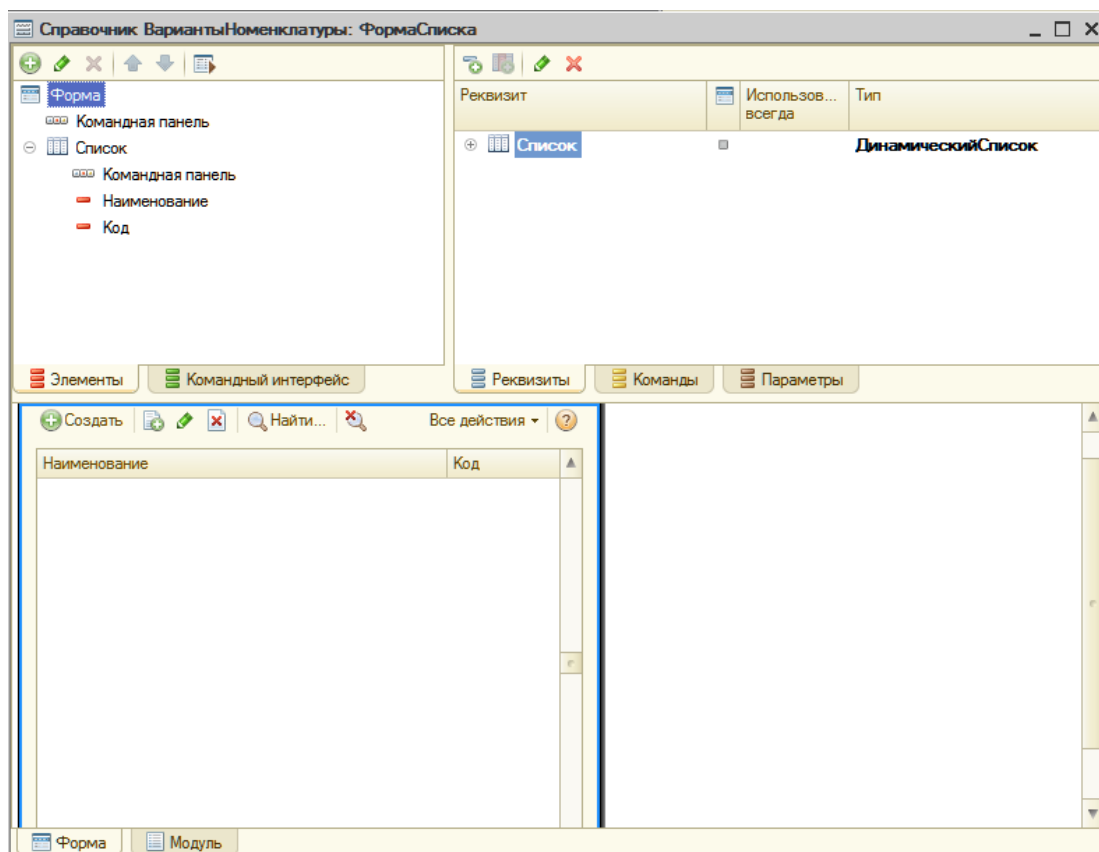 Справочник ВариантыНоменклатуры: ФормаСписка
Форма
Командная панель
Список
Командная панель
Наименование
Код
Элементы
Командный интерфейс
Реквизит
Использов...
всегда
Тип
Список
ДинамическийСписок
Реквизиты
Команды
Параметры
Создать
Найти...
Все действия
?
Наименование
Код
Форма
Модуль